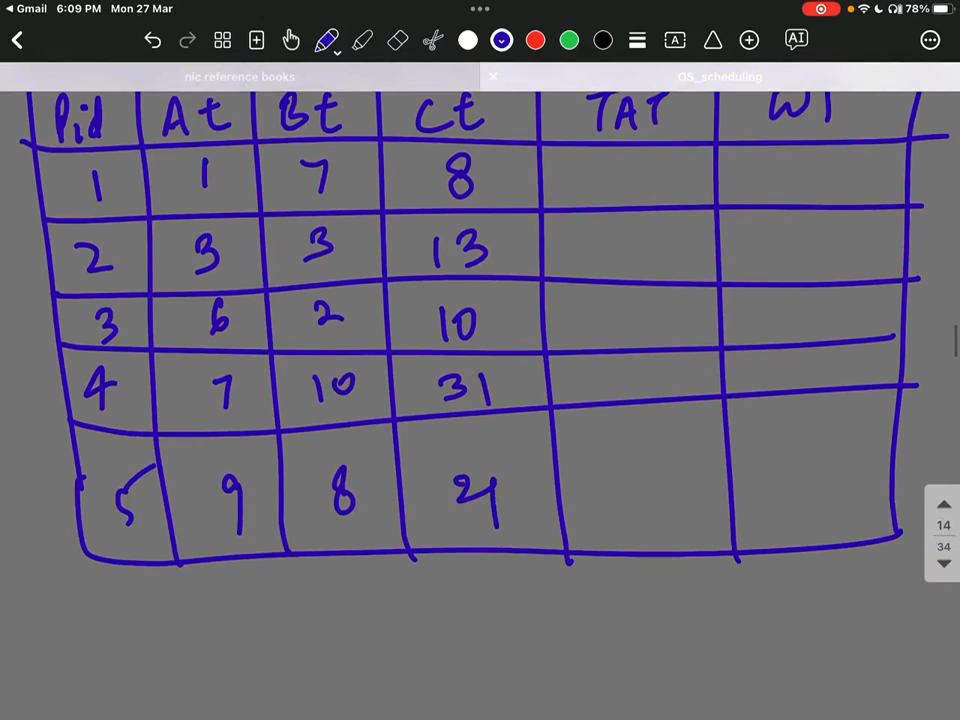 Gmail 6:09 PM Mon 27 Mar 78%
AI
nic reference books OS_scheduling
Pid At Bt Ct TAT WT
1 1 7 8
2 3 3 13
3 6 2 10
4 7 10 31
5 9 8 21
14
34